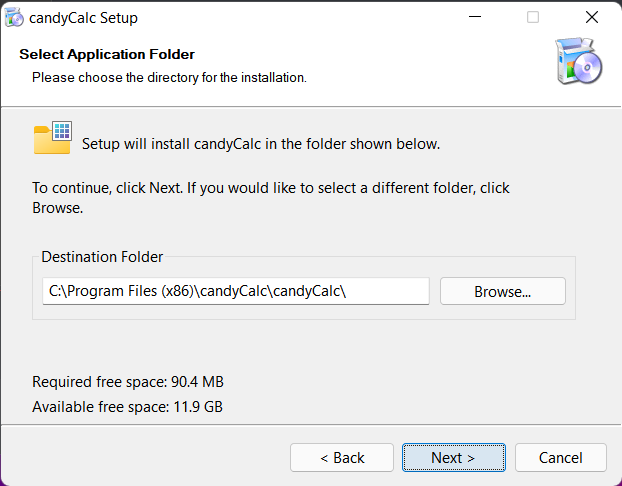 candyCalc Setup
Select Application Folder
Please choose the directory for the installation.
Setup will install candyCalc in the folder shown below.
To continue, click Next. If you would like to select a different folder, click
Browse.
Destination Folder
C:\Program Files (x86)\candyCalc\candyCalc\
Browse...
Required free space: 90.4 MB
Available free space: 11.9 GB
< Back
Next >
Cancel